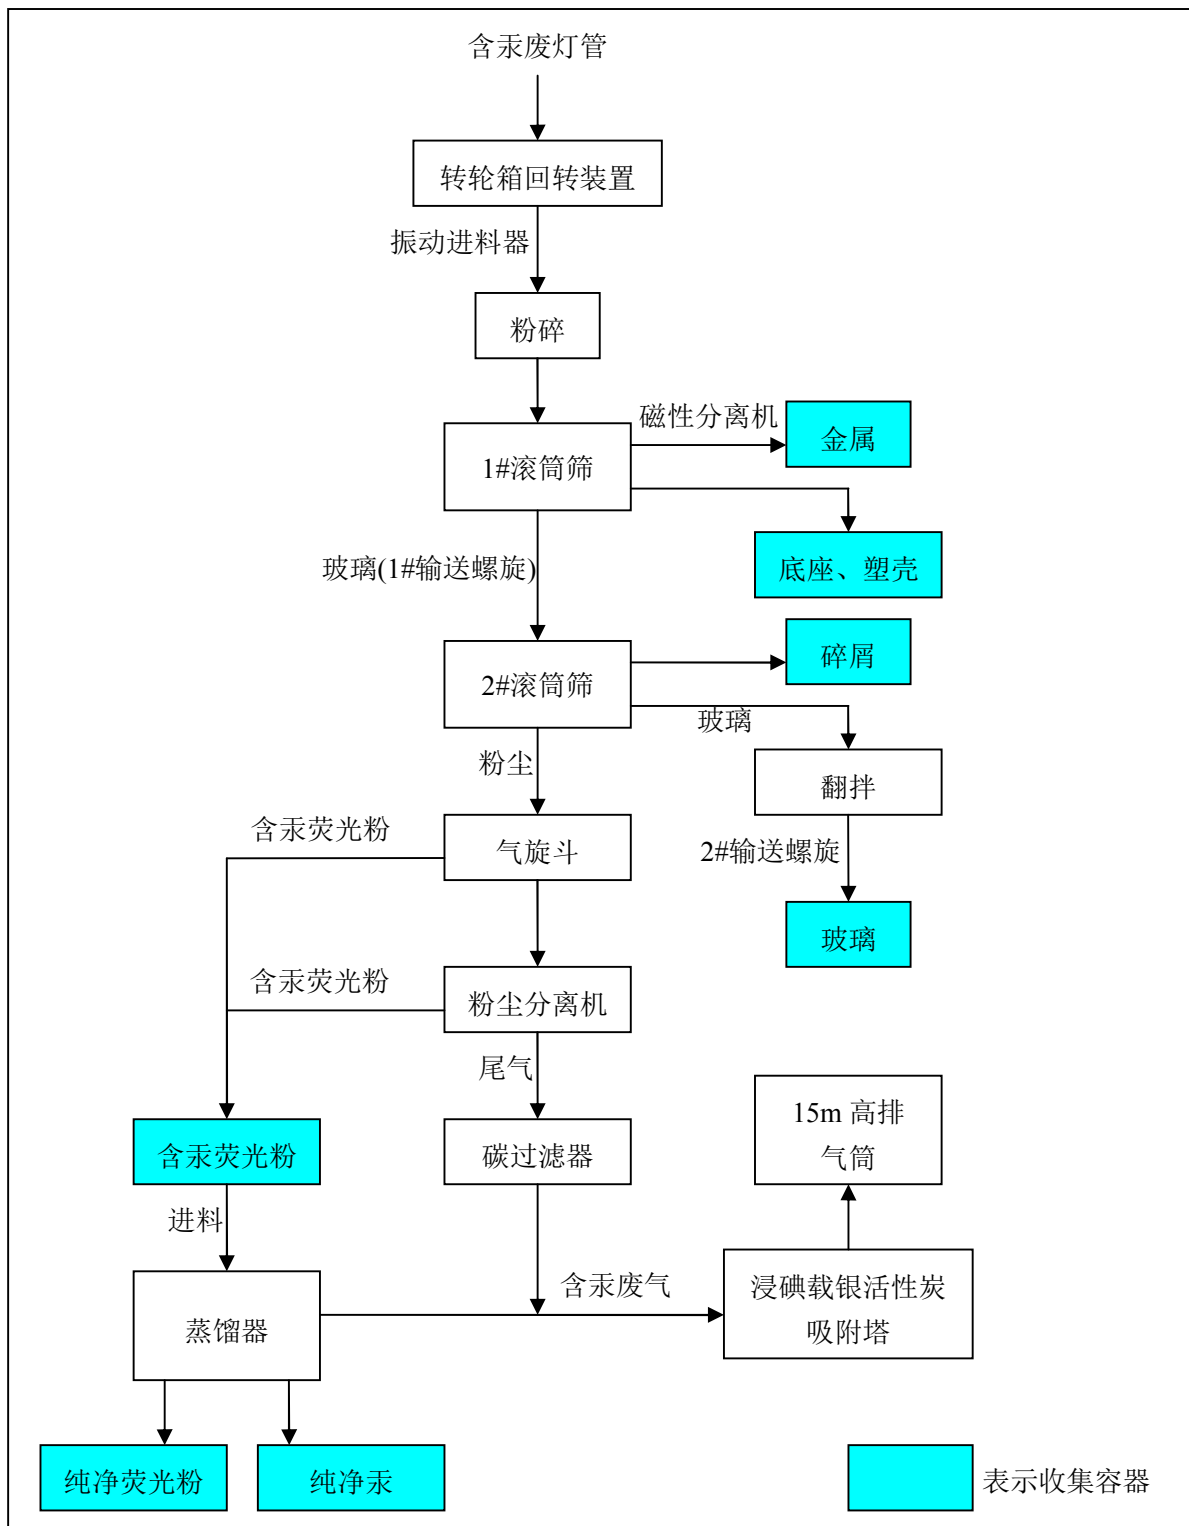 含汞废灯管
转轮箱回转装置
振动进料器
粉碎
磁性分离机
金属
1#滚筒筛
底座、塑壳
玻璃(1#输送螺旋)
碎屑
2#滚筒筛
玻璃
粉尘
翻拌
含汞荧光粉
气旋斗
2#输送螺旋
玻璃
含汞荧光粉
粉尘分离机
尾气
15m 高排
气筒
含汞荧光粉
碳过滤器
进料
含汞废气
浸碘载银活性炭
吸附塔
蒸馏器
纯净荧光粉
纯净汞
表示收集容器